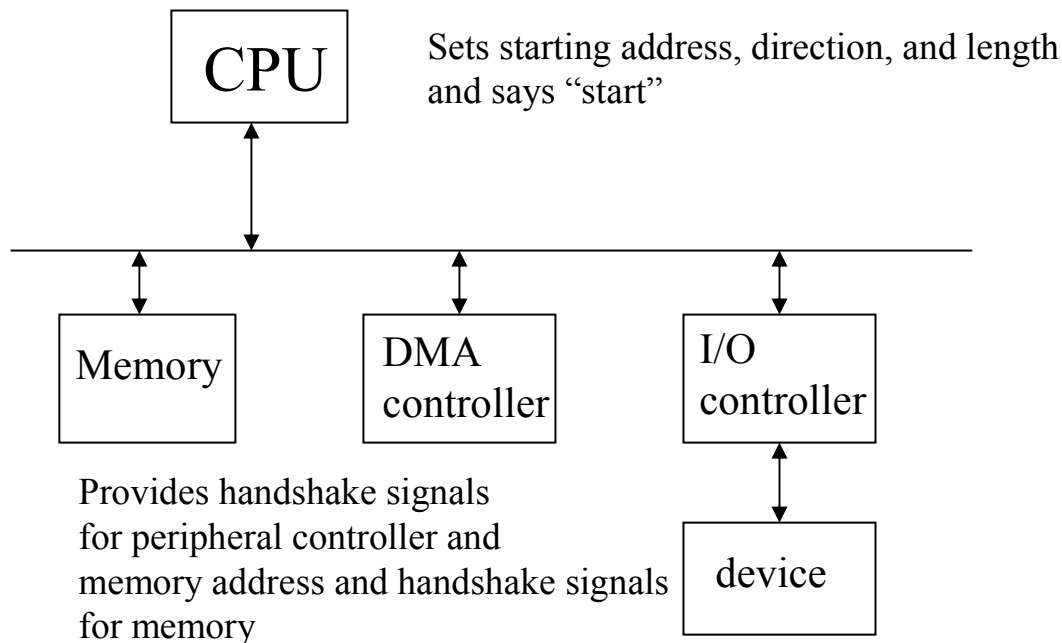 CPU
Sets starting address, direction, and length
and says “start”
Memory
DMA
controller
I/O
controller
Provides handshake signals
for peripheral controller and
memory address and handshake signals
for memory
device